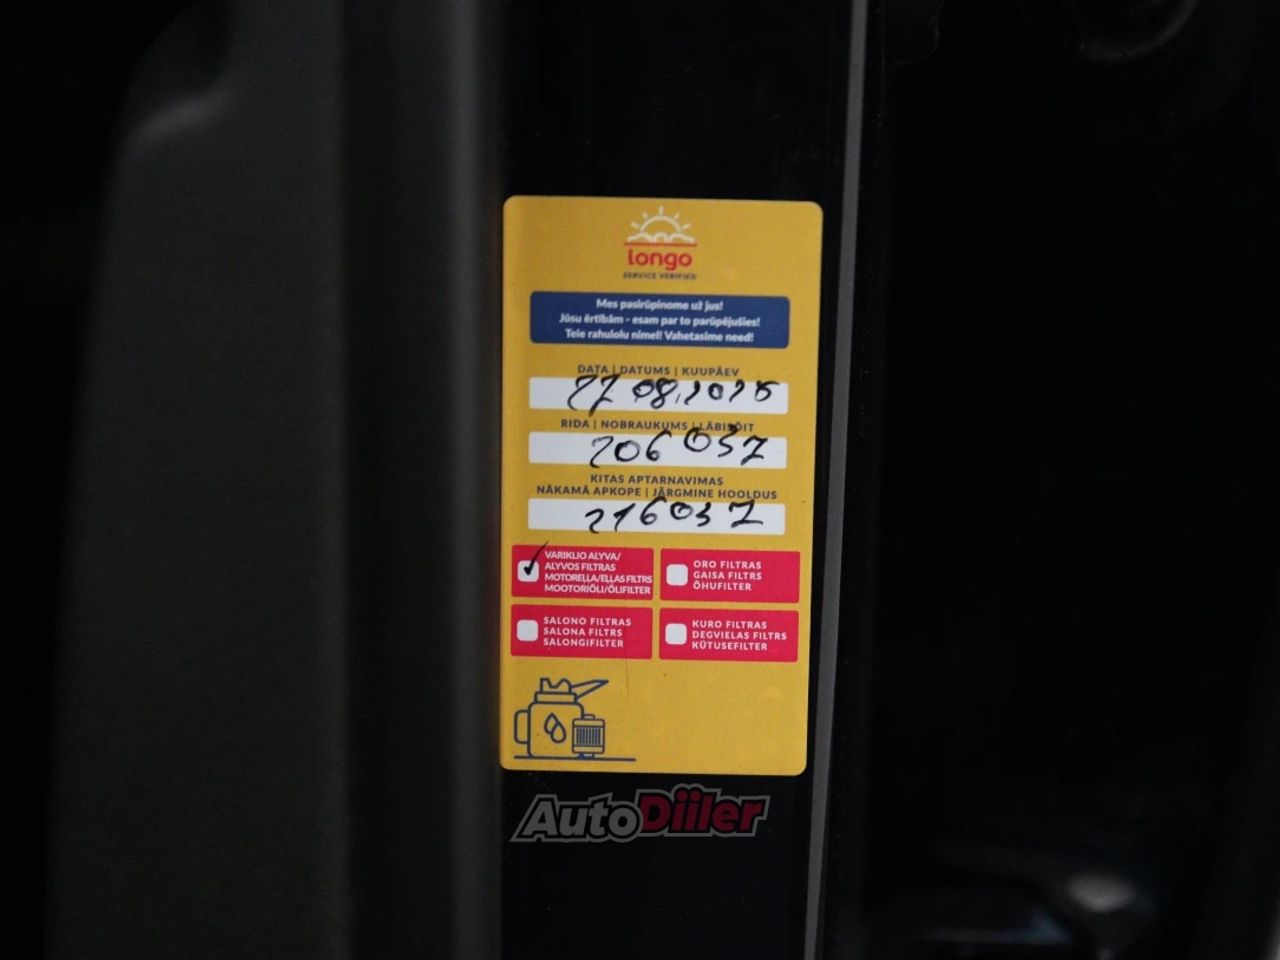 longo
SERVICE VERIFIED
Mes pasirūpinome už jus!
Jūsu ērtībām - esam par to parūpējušies!
Teie rahulolu nimel! Vahetasime need!
DATA | DATUMS | KUUPÄEV
27 08.2025
RIDA | NOBRAUKUMS | LÄBISÕIT
206037
KITAS APTARNAVIMAS
NĀKAMĀ APKOPE | JÄRGMINE HOOLDUS
216037
VARIKLIO ALYVA/
ALYVOS FILTRAS
MOTOREĻĻA/EĻĻAS FILTRS
MOOTORIÕLI/ÕLIFILTER
ORO FILTRAS
GAISA FILTRS
ÕHUFILTER
SALONO FILTRAS
SALONA FILTRS
SALONGIFILTER
KURO FILTRAS
DEGVIELAS FILTRS
KÜTUSEFILTER
AutoDiiler